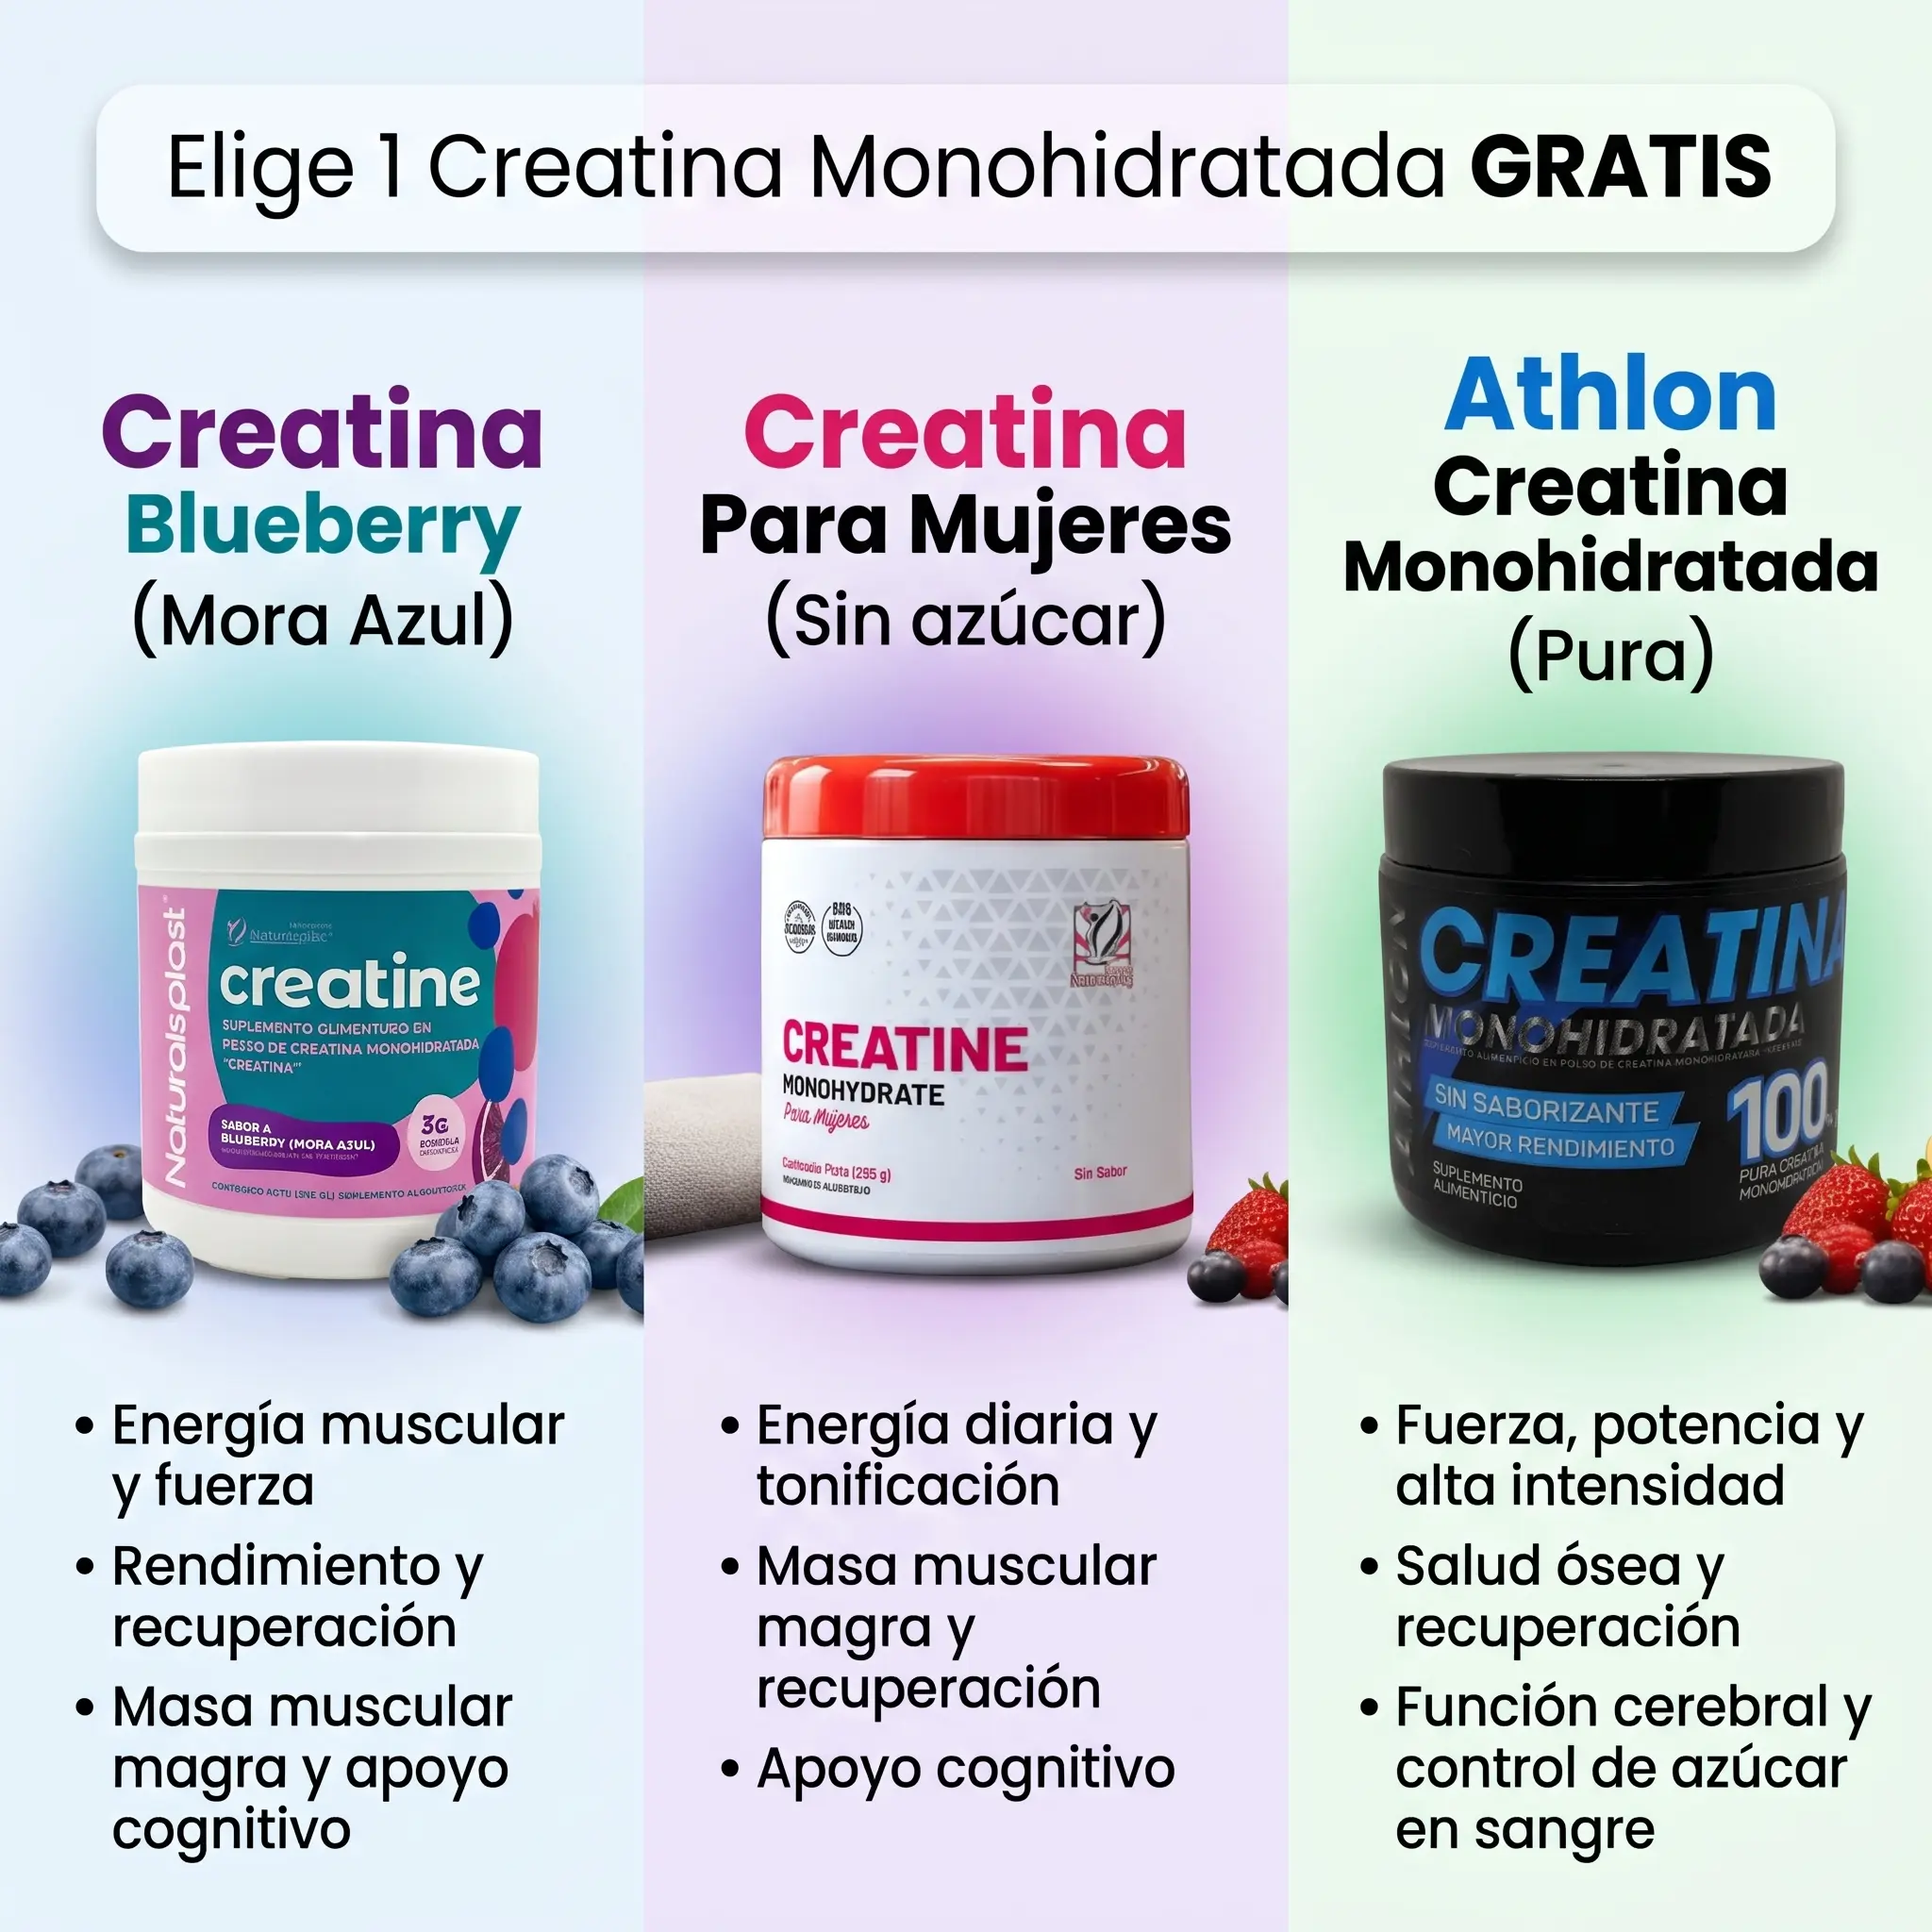 Elige 1 Creatina Monohidratada GRATIS
Creatina
Blueberry
(Mora Azul)
Naturalsplast
creatine
SUPLEMENTO GLIMENTURO EN
PESSO DE CREATINA MONOHIDRATADA
"CREATINA"
SABOR A
BLUBERDY (MORA A3UL)
3G
• Energía muscular
y fuerza
• Rendimiento y
recuperación
• Masa muscular
magra y apoyo
cognitivo
Creatina
Para Mujeres
(Sin azúcar)
CREATINE
MONOHYDRATE
Para Mujeres
(295 g)
Sin Sabor
• Energía diaria y
tonificación
• Masa muscular
magra y
recuperación
• Apoyo cognitivo
Athlon
Creatina
Monohidratada
(Pura)
CREATINA
MONOHIDRATADA
SIN SABORIZANTE
MAYOR RENDIMIENTO
SUPLEMENTO
ALIMENTICIO
100%
PURA CREATINA
• Fuerza, potencia y
alta intensidad
• Salud ósea y
recuperación
• Función cerebral y
control de azúcar
en sangre